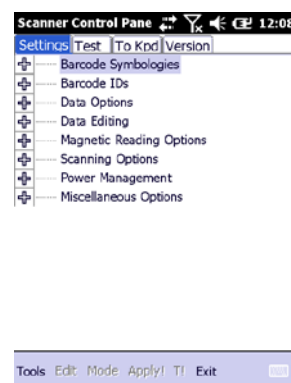 Scanner Control Pane 12:08
Settings Test To Kpd Version
Barcode Symbologies
Barcode IDs
Data Options
Data Editing
Magnetic Reading Options
Scanning Options
Power Management
Miscellaneous Options
Tools Edit Mode Apply! T! Exit